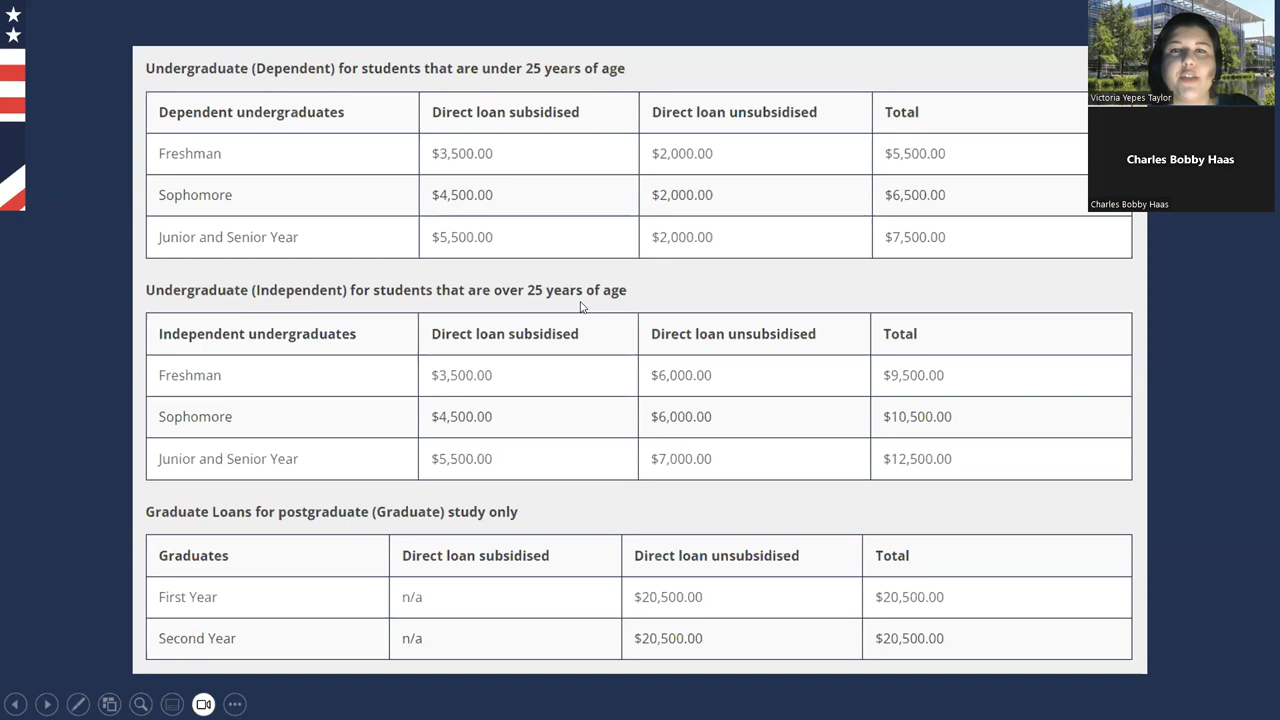 Undergraduate (Dependent) for students that are under 25 years of age
Dependent undergraduates Direct loan subsidised Direct loan unsubsidised Total
Freshman $3,500.00 $2,000.00 $5,500.00
Sophomore $4,500.00 $2,000.00 $6,500.00
Junior and Senior Year $5,500.00 $2,000.00 $7,500.00
Undergraduate (Independent) for students that are over 25 years of age
Independent undergraduates Direct loan subsidised Direct loan unsubsidised Total
Freshman $3,500.00 $6,000.00 $9,500.00
Sophomore $4,500.00 $6,000.00 $10,500.00
Junior and Senior Year $5,500.00 $7,000.00 $12,500.00
Graduate Loans for postgraduate (Graduate) study only
Graduates Direct loan subsidised Direct loan unsubsidised Total
First Year n/a $20,500.00 $20,500.00
Second Year n/a $20,500.00 $20,500.00
Victoria Yepes Taylor
Charles Bobby Haas
Charles Bobby Haas